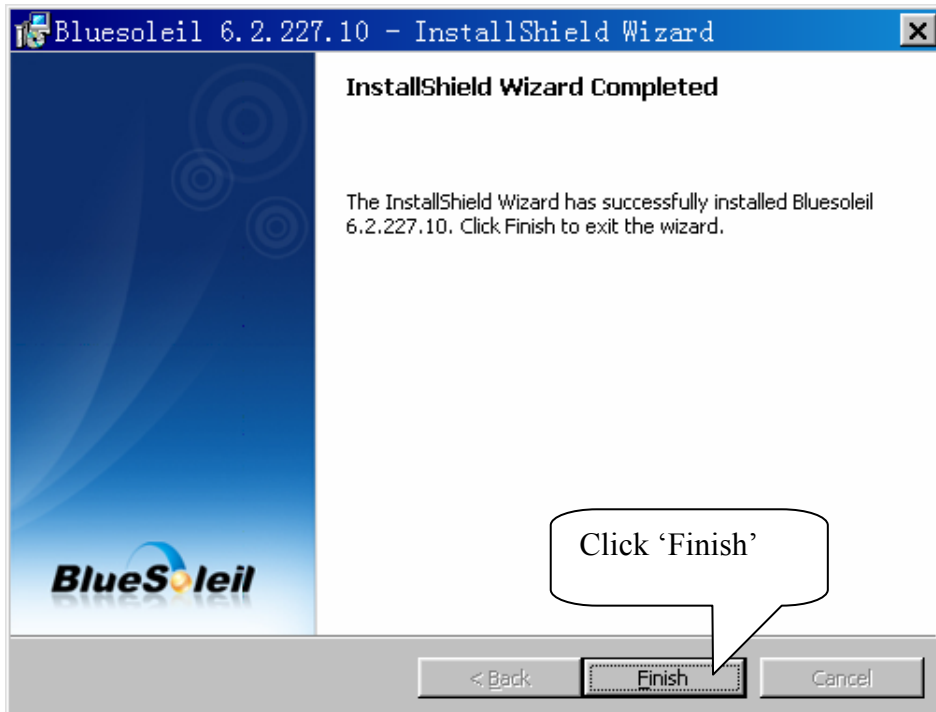 Bluesoleil 6.2.227.10 - InstallShield Wizard
InstallShield Wizard Completed
The InstallShield Wizard has successfully installed Bluesoleil
6.2.227.10. Click Finish to exit the wizard.
Click ‘Finish’
BlueSoleil
< Back
Finish
Cancel